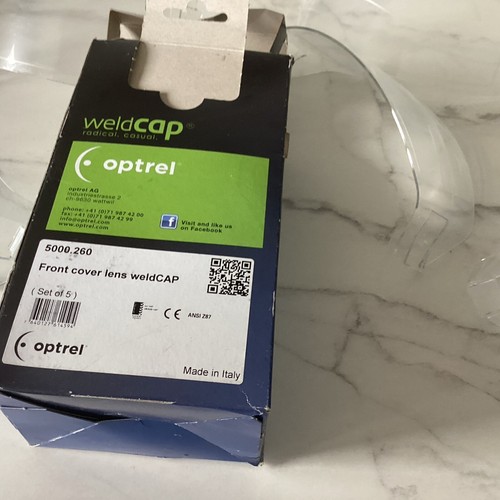 weldcap®
radical. casual.
optrel
optrel AG
industriestrasse 2
ch-9630 wattwil
phone: +41 (0)71 987 42 00
fax: +41 (0)71 987 42 99
info@optrel.com
www.optrel.com
f
Visit and like us
on Facebook
5000.260
Front cover lens weldCAP
( Set of 5 )
CE ANSI Z87
optrel
Made in Italy